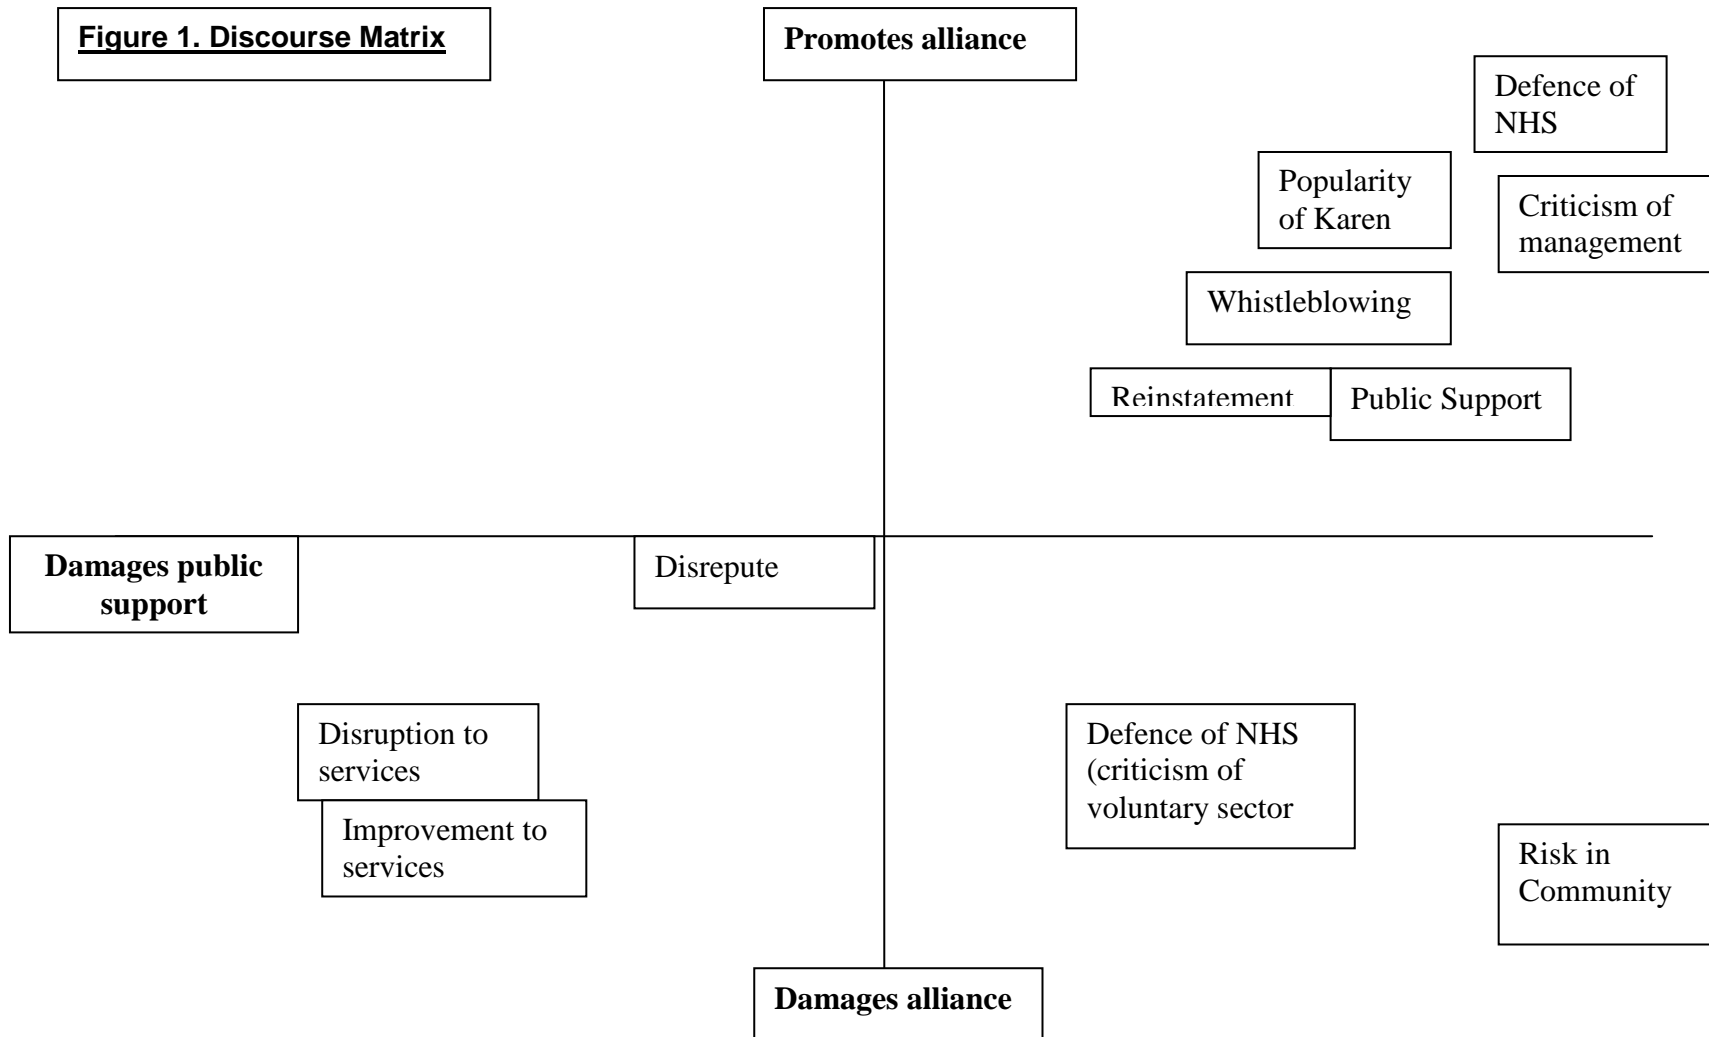 Figure 1. Discourse Matrix
Promotes alliance
Defence of
NHS
Popularity
of Karen
Criticism of
management
Whistleblowing
Reinstatement
Public Support
Damages public
support
Disrepute
Disruption to
services
Improvement to
services
Defence of NHS
(criticism of
voluntary sector
Risk in
Community
Damages alliance